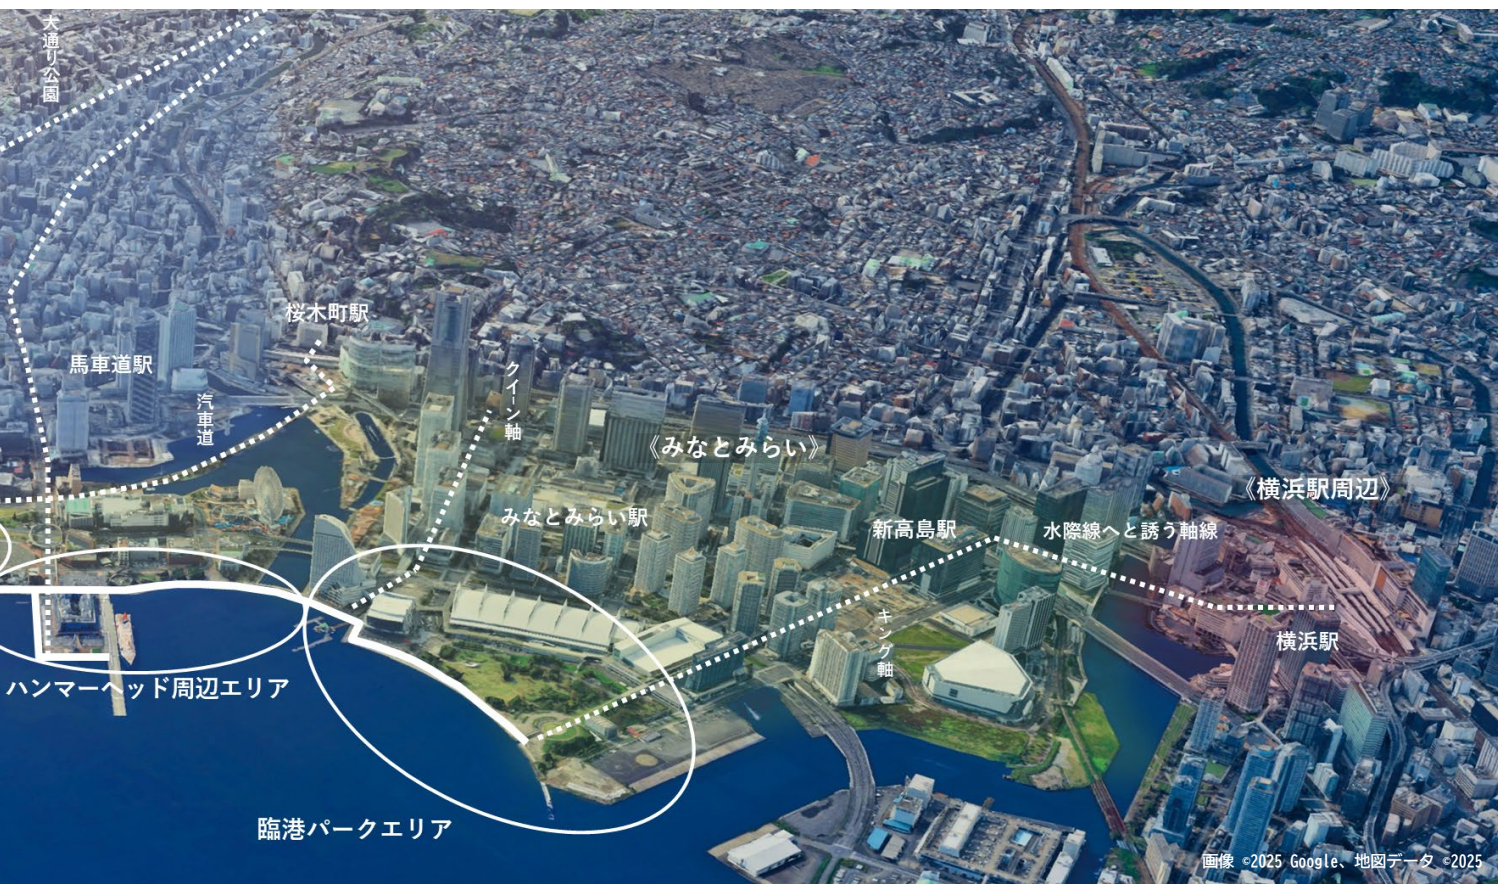 大通り公園
桜木町駅
馬車道駅
汽車道
クイーン軸
《みなとみらい》
《横浜駅周辺》
みなとみらい駅
新高島駅
水際線へと誘う軸線
キング軸
横浜駅
ハンマーヘッド周辺エリア
臨港パークエリア
画像 ©2025 Google、地図データ ©2025